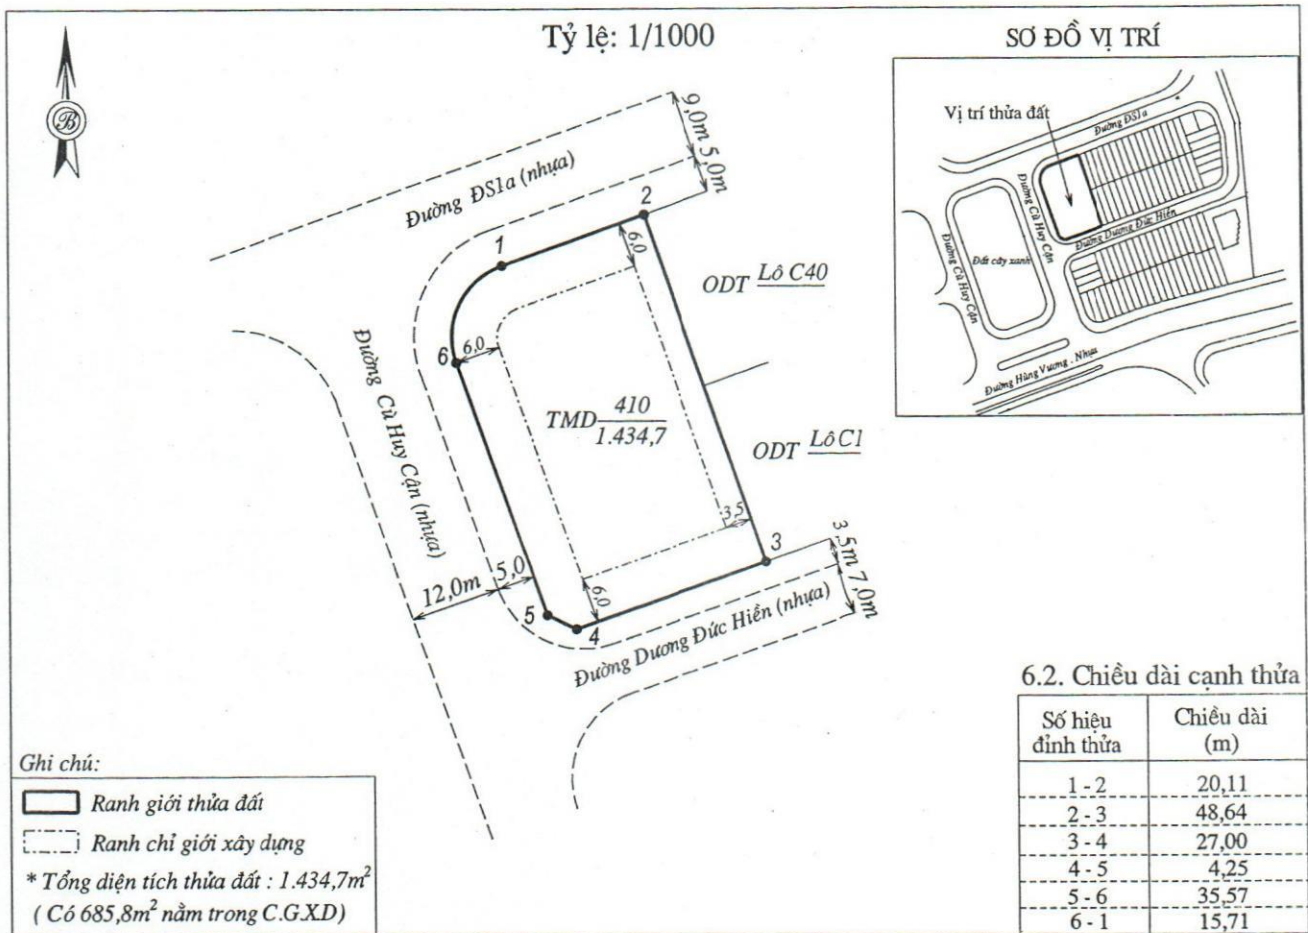 Tỷ lệ: 1/1000
SƠ ĐỒ VỊ TRÍ
B
Vị trí thửa đất
Đường ĐS1a
Đường Cù Huy Cận
Đường Dương Đức Hiền
Đất cây xanh
Đường Cù Huy Cận
Đường Hùng Vương - Nhựa
9,0m
5,0m
Đường ĐS1a (nhựa)
2
1
6,0
ODT Lô C40
6
6,0
Đường Cù Huy Cận (nhựa)
TMD 410
1.434,7
ODT Lô C1
3,5
3
3,5m
7,0m
12,0m
5,0
6,0
5
4
Đường Dương Đức Hiền (nhựa)
6.2. Chiều dài cạnh thửa
Số hiệu đỉnh thửa
Chiều dài (m)
1 - 2 20,11
2 - 3 48,64
3 - 4 27,00
4 - 5 4,25
5 - 6 35,57
6 - 1 15,71
Ghi chú:
Ranh giới thửa đất
Ranh chỉ giới xây dựng
* Tổng diện tích thửa đất : 1.434,7m²
( Có 685,8m² nằm trong C.G.X.D)